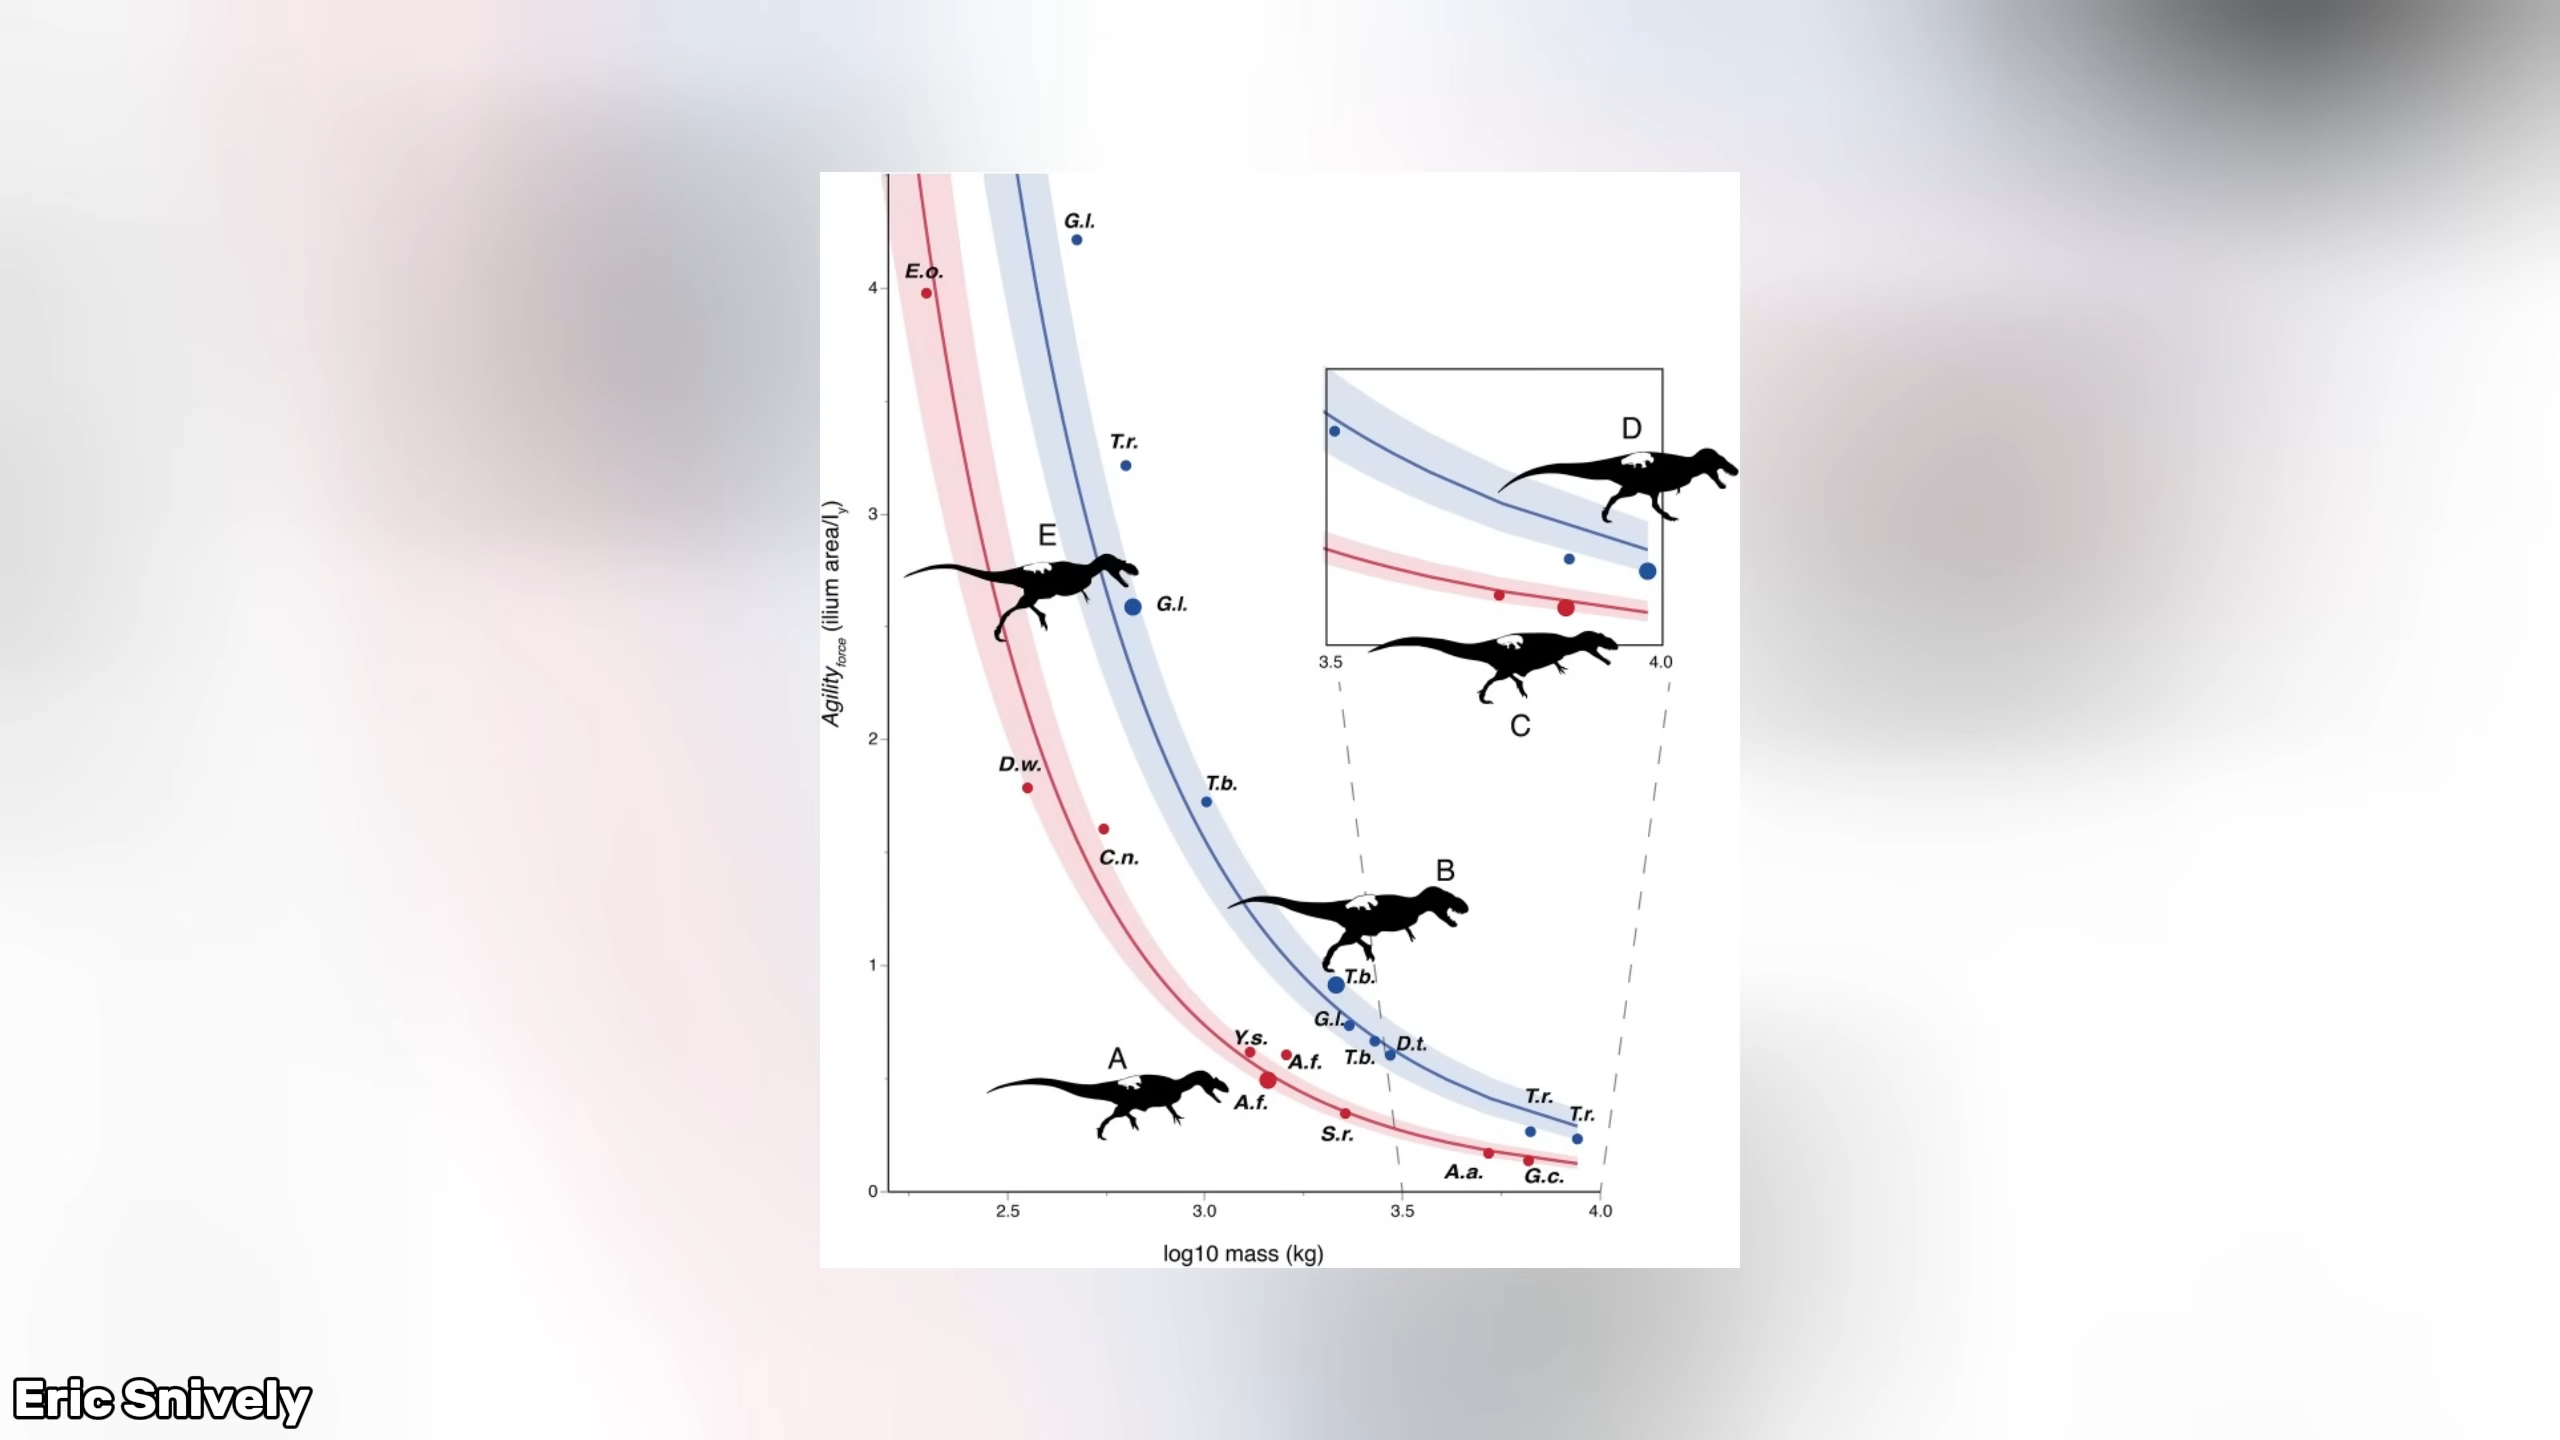 G.l.
4
E.o.
T.r.
D
3
E
G.l.
3.5
4.0
C
Agility force (ilium area/Iy)
2
D.w.
T.b.
C.n.
B
1
T.b.
G.l.
Y.s.
D.t.
A
A.f.
T.b.
A.f.
T.r.
T.r.
S.r.
A.a.
G.c.
0
2.5
3.0
3.5
4.0
log10 mass (kg)
Eric Snively